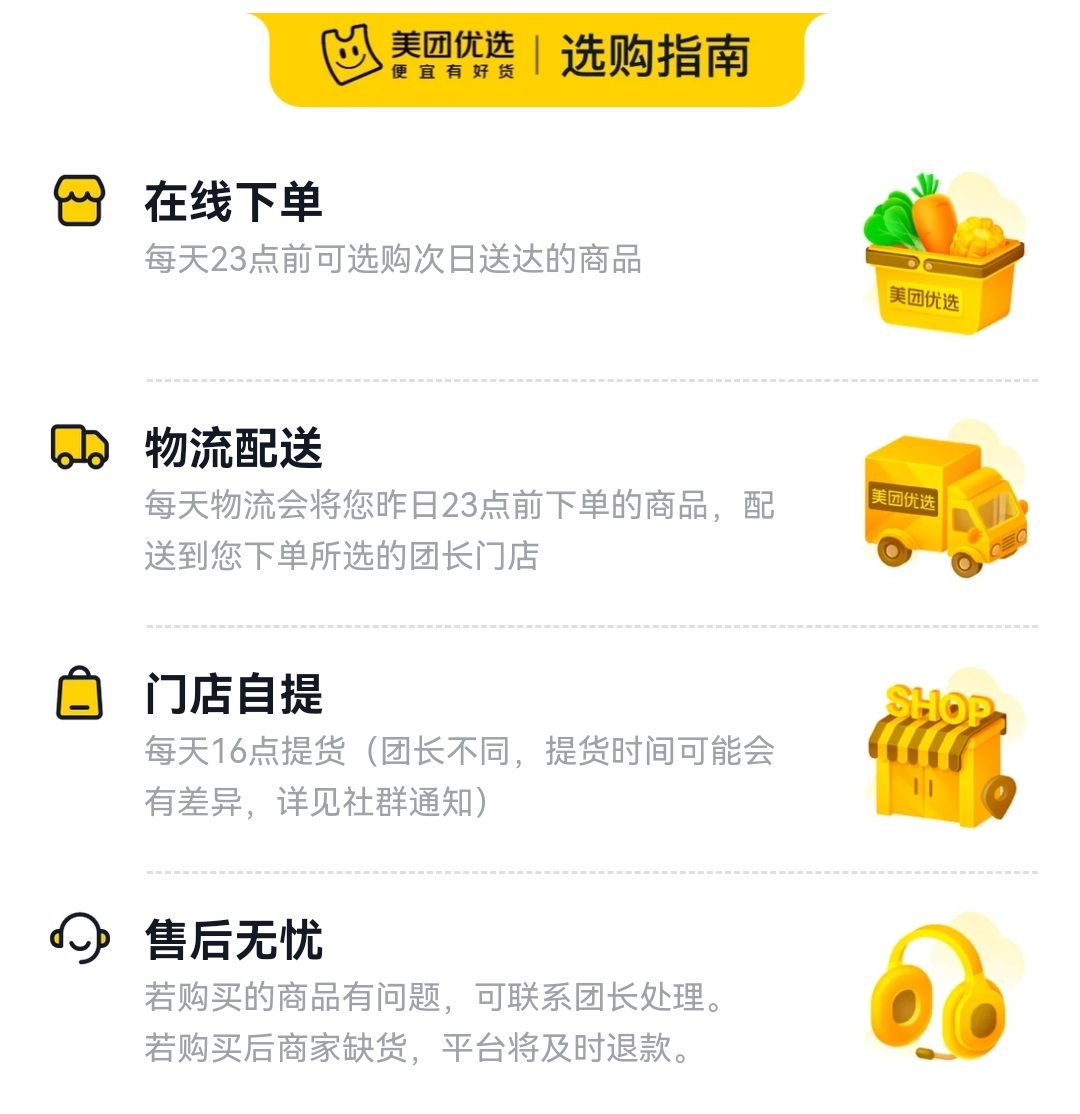 美团优选
便宜有好货
选购指南
在线下单
每天23点前可选购次日送达的商品
美团优选
物流配送
每天物流会将您昨日23点前下单的商品，配
送到您下单所选的团长门店
美团优选
门店自提
每天16点提货（团长不同，提货时间可能会
有差异，详见社群通知）
SHOP
售后无忧
若购买的商品有问题，可联系团长处理。
若购买后商家缺货，平台将及时退款。